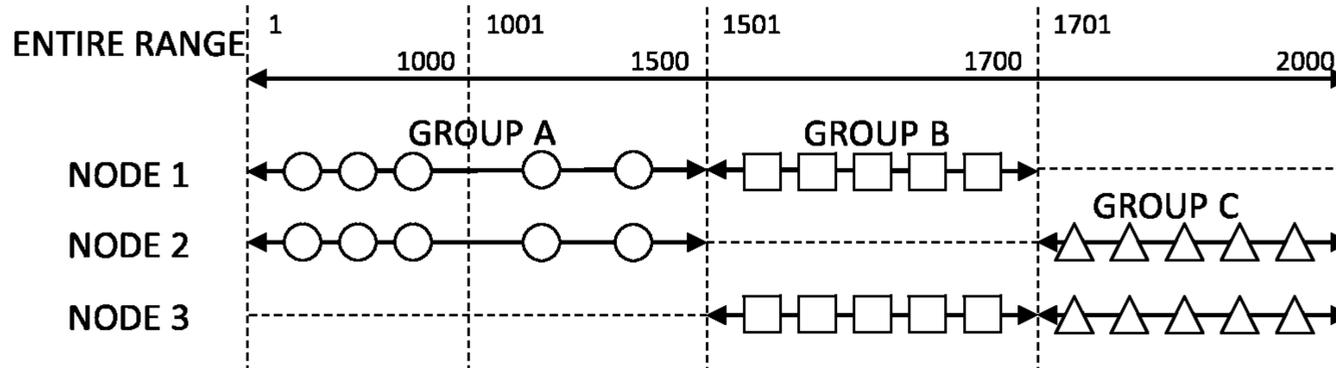 1
1001
1501
1701
ENTIRE RANGE
1000
1500
1700
2000
GROUP A
GROUP B
NODE 1
GROUP C
NODE 2
NODE 3